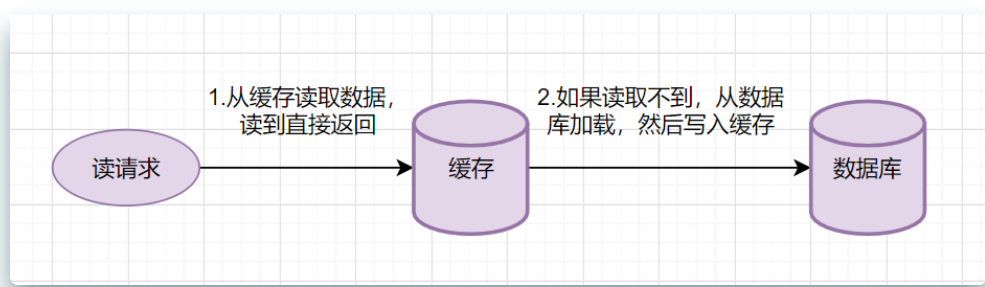 1.从缓存读取数据，
读到直接返回
2.如果读取不到，从数据
库加载，然后写入缓存
读请求
缓存
数据库